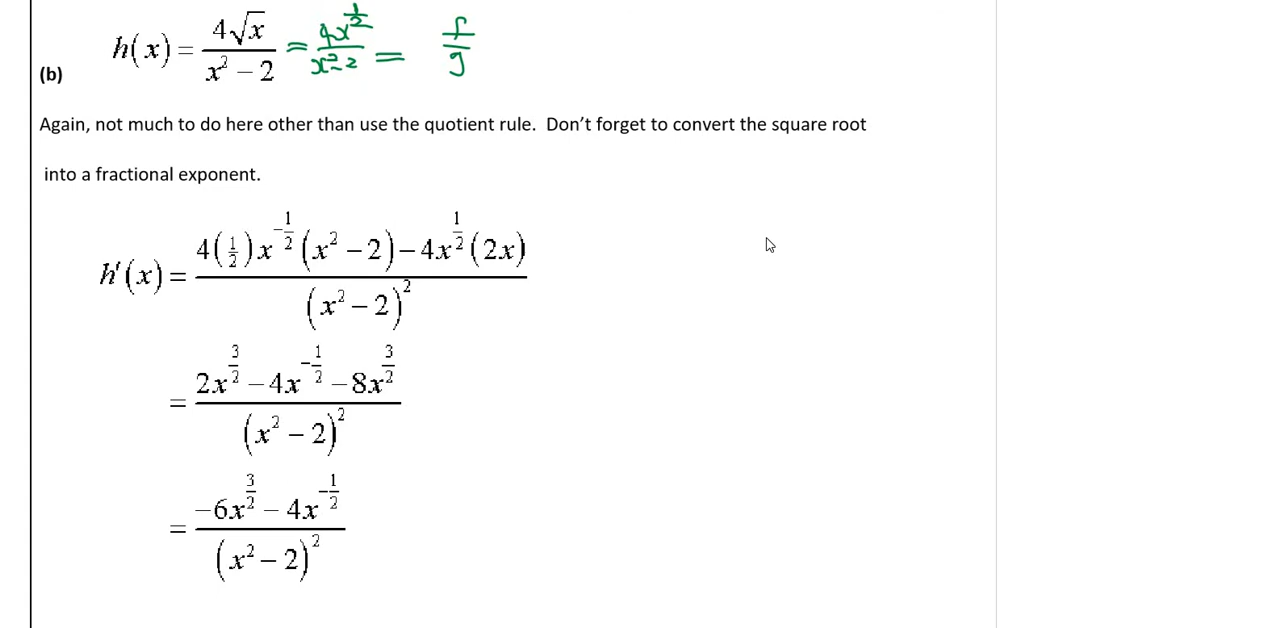 (b) h(x) = 4√x / (x² − 2) = 4x^(1/2) / (x² − 2) = f / g
Again, not much to do here other than use the quotient rule. Don’t forget to convert the square root
into a fractional exponent.
h′(x) = (4(1/2)x^(−1/2)(x² − 2) − 4x^(1/2)(2x)) / (x² − 2)²
= (2x^(3/2) − 4x^(−1/2) − 8x^(3/2)) / (x² − 2)²
= (−6x^(3/2) − 4x^(−1/2)) / (x² − 2)²